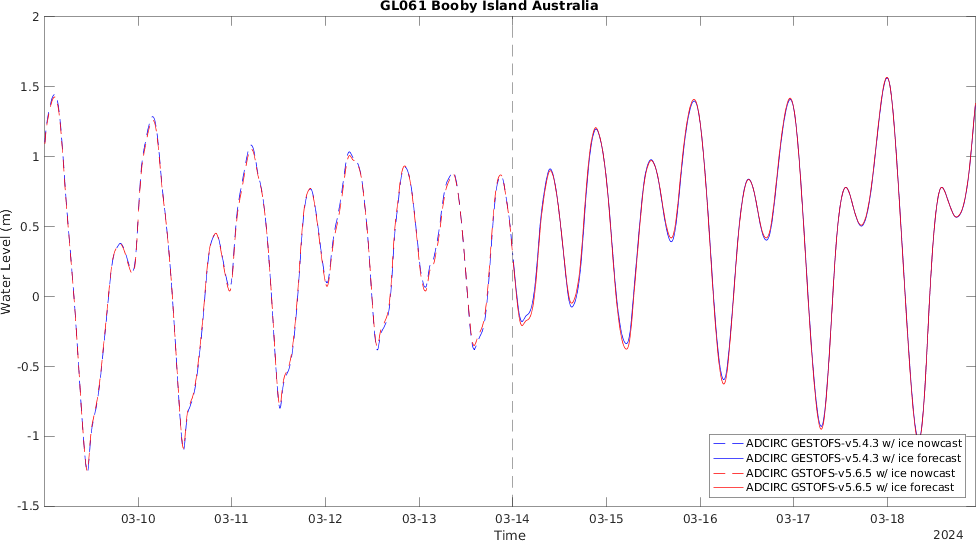 GL061 Booby Island Australia
2
1.5
1
0.5
0
-0.5
-1
-1.5
Water Level (m)
03-10 03-11 03-12 03-13 03-14 03-15 03-16 03-17 03-18
Time
2024
ADCIRC GESTOFS-v5.4.3 w/ ice nowcast
ADCIRC GESTOFS-v5.4.3 w/ ice forecast
ADCIRC GSTOFS-v5.6.5 w/ ice nowcast
ADCIRC GSTOFS-v5.6.5 w/ ice forecast